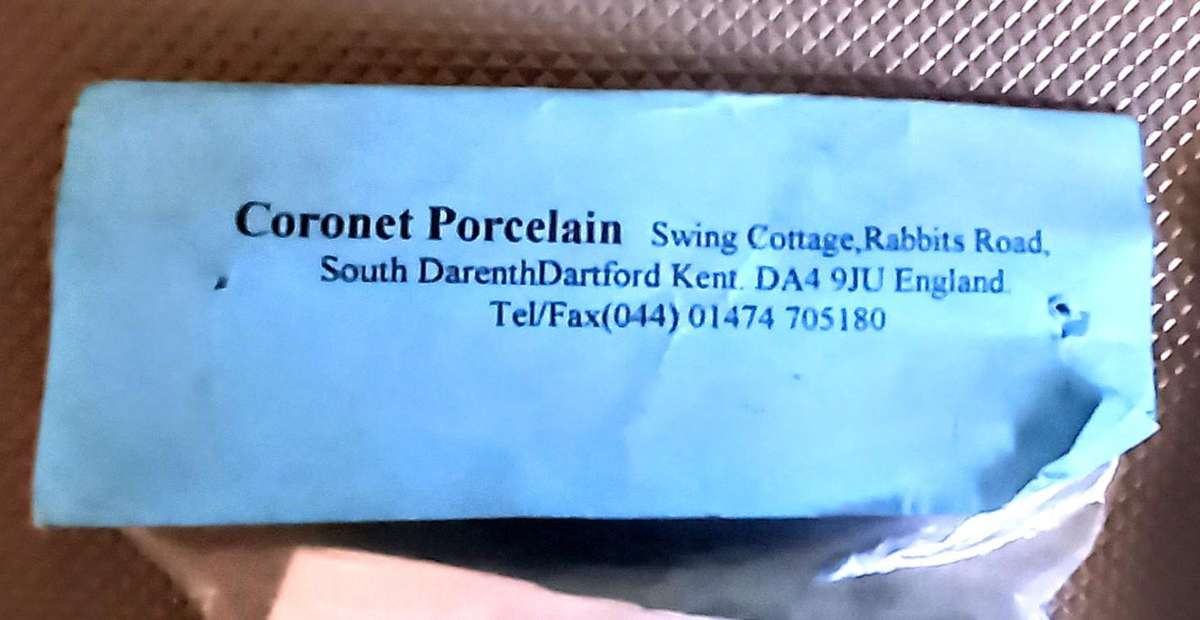 Coronet Porcelain Swing Cottage,Rabbits Road,
South DarenthDartford Kent. DA4 9JU England.
Tel/Fax(044) 01474 705180